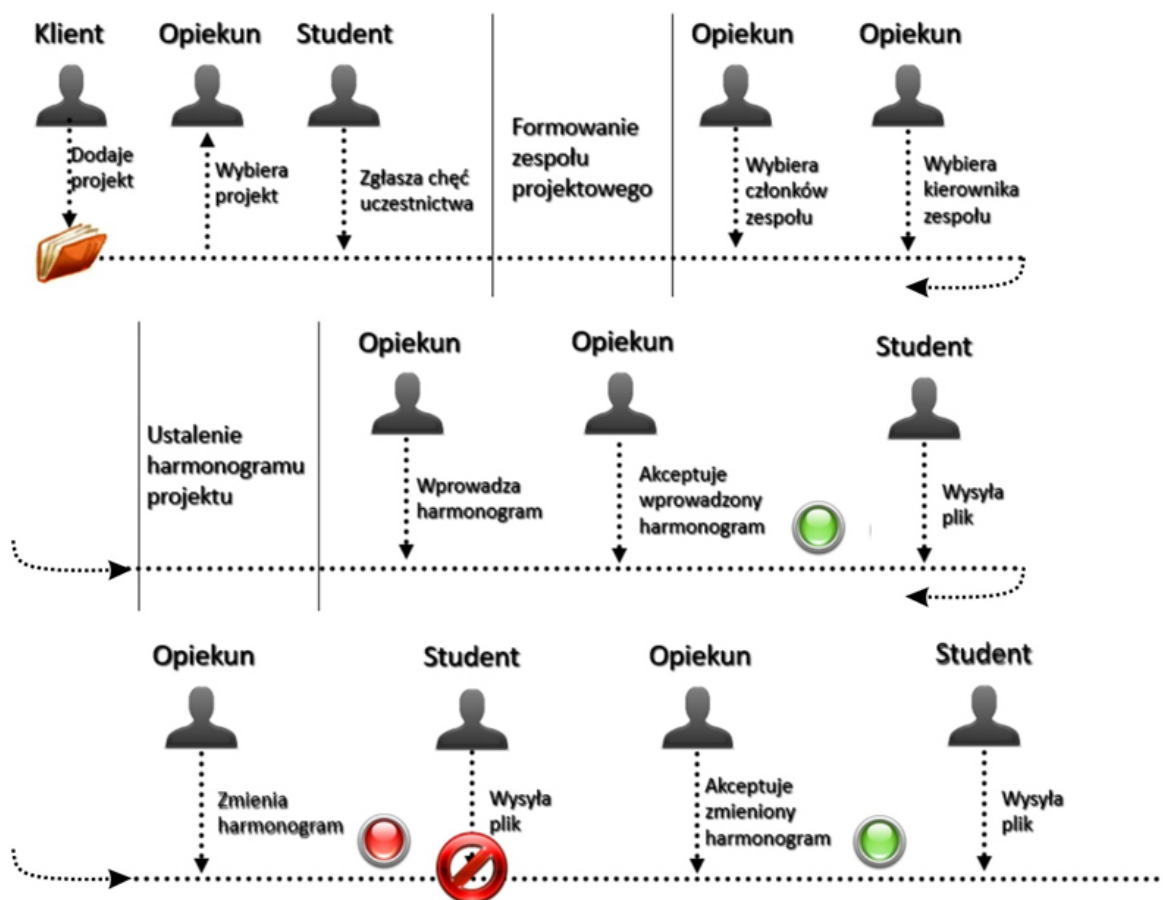 Klient
Opiekun
Student
Opiekun
Opiekun
Dodaje
projekt
Wybiera
projekt
Zgłasza chęć
uczestnictwa
Formowanie
zespołu
projektowego
Wybiera
członków
zespołu
Wybiera
kierownika
zespołu
Opiekun
Opiekun
Student
Ustalenie
harmonogramu
projektu
Wprowadza
harmonogram
Akceptuje
wprowadzony
harmonogram
Wysyła
plik
Opiekun
Student
Opiekun
Student
Zmienia
harmonogram
Wysyła
plik
Akceptuje
zmieniony
harmonogram
Wysyła
plik